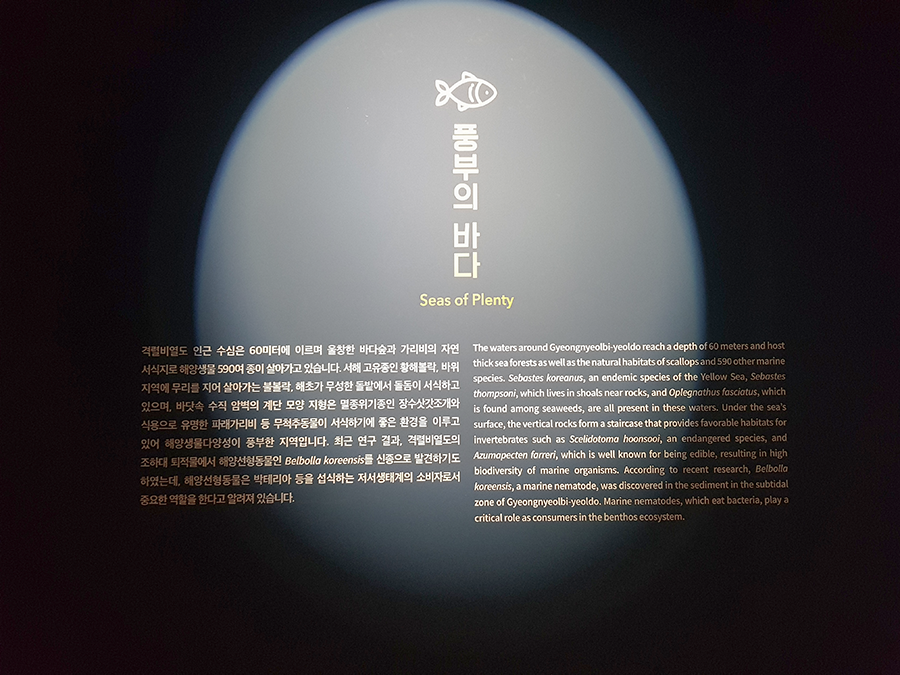 풍부의 바다
Seas of Plenty
격렬비열도 인근 수심은 60미터에 이르며 울창한 바다숲과 가리비의 자연
서식지로 해양생물 590여 종이 살아가고 있습니다. 서해 고유종인 황해볼락, 바위
지역에 무리를 지어 살아가는 불볼락, 해초가 무성한 돌밭에서 돌돔이 서식하고
있으며, 바닷속 수직 암벽의 계단 모양 지형은 멸종위기종인 장수삿갓조개와
식용으로 유명한 파래가리비 등 무척추동물이 서식하기에 좋은 환경을 이루고
있어 해양생물다양성이 풍부한 지역입니다. 최근 연구 결과, 격렬비열도의
조하대 퇴적물에서 해양선형동물인 Belbolla koreensis를 신종으로 발견하기도
하였는데, 해양선형동물은 박테리아 등을 섭식하는 저서생태계의 소비자로서
중요한 역할을 한다고 알려져 있습니다.
The waters around Gyeongnyeolbi-yeoldo reach a depth of 60 meters and host
thick sea forests as well as the natural habitats of scallops and 590 other marine
species. Sebastes koreanus, an endemic species of the Yellow Sea, Sebastes
thompsoni, which lives in shoals near rocks, and Oplegnathus fasciatus, which
is found among seaweeds, are all present in these waters. Under the sea's
surface, the vertical rocks form a staircase that provides favorable habitats for
invertebrates such as Scelidotoma hoonsooi, an endangered species, and
Azumapecten farreri, which is well known for being edible, resulting in high
biodiversity of marine organisms. According to recent research, Belbolla
koreensis, a marine nematode, was discovered in the sediment in the subtidal
zone of Gyeongnyeolbi-yeoldo. Marine nematodes, which eat bacteria, play a
critical role as consumers in the benthos ecosystem.